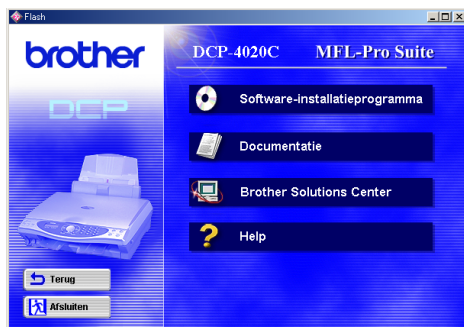 Flash
brother
DCP-4020C MFL-Pro Suite
DCP
Software-installatieprogramma
Documentatie
Brother Solutions Center
Help
Terug
Afsluiten